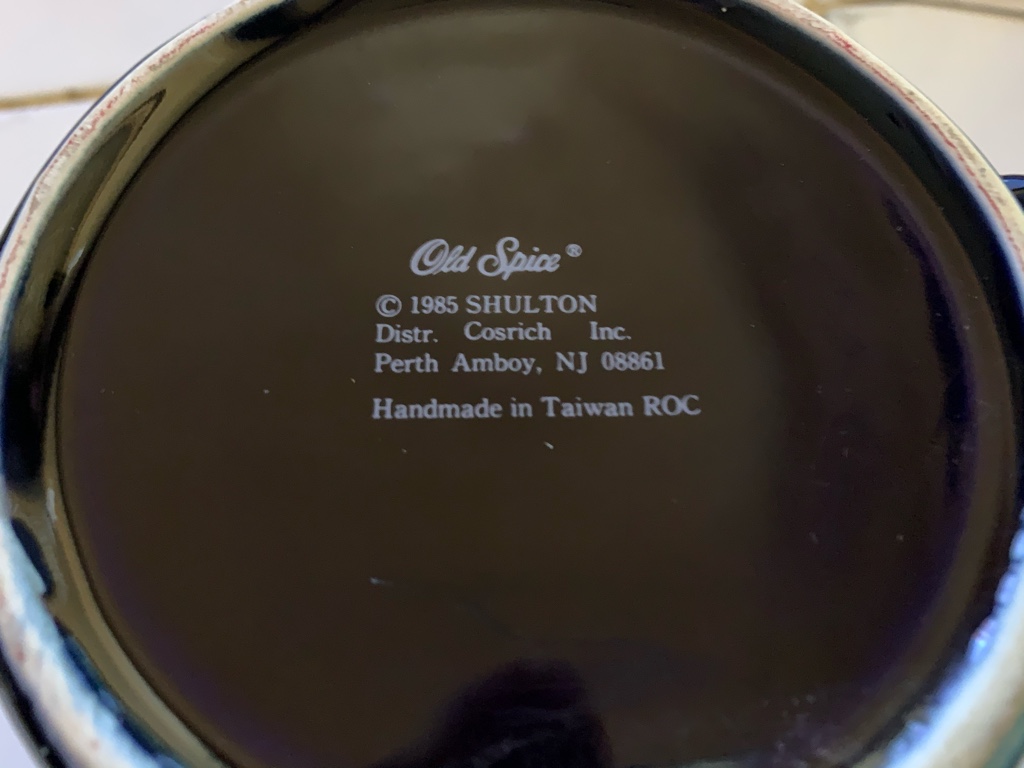 Old Spice®
© 1985 SHULTON
Distr. Cosrich Inc.
Perth Amboy, NJ 08861
Handmade in Taiwan ROC